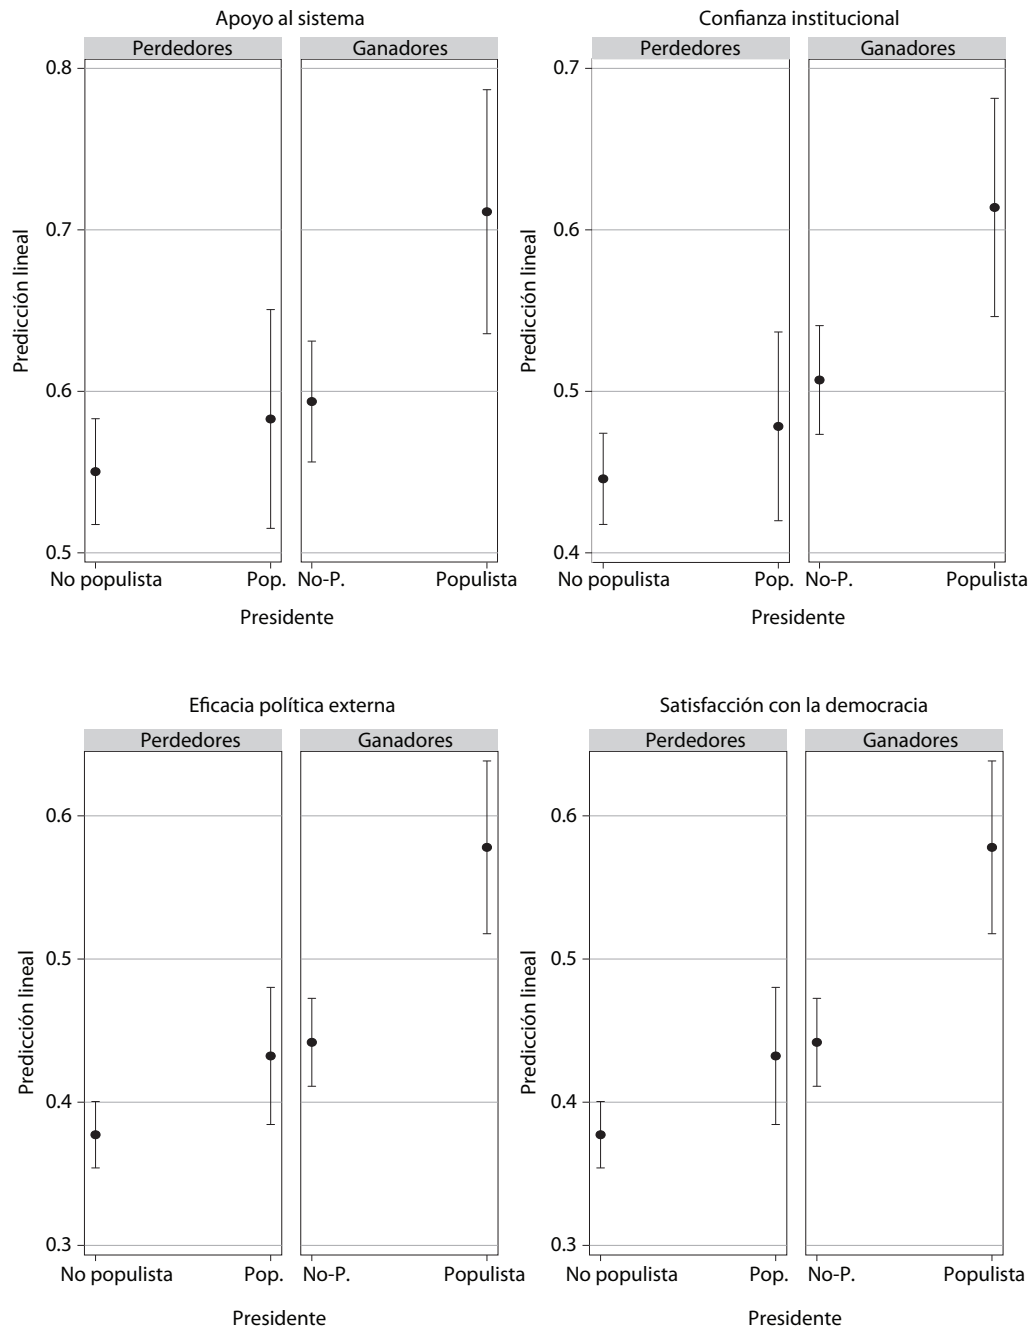 Apoyo al sistema
Perdedores Ganadores
0.8
0.7
0.6
0.5
Predicción lineal
No populista Pop. No-P. Populista
Presidente
Confianza institucional
Perdedores Ganadores
0.7
0.6
0.5
0.4
Predicción lineal
No populista Pop. No-P. Populista
Presidente
Eficacia política externa
Perdedores Ganadores
0.6
0.5
0.4
0.3
Predicción lineal
No populista Pop. No-P. Populista
Presidente
Satisfacción con la democracia
Perdedores Ganadores
0.6
0.5
0.4
0.3
Predicción lineal
No populista Pop. No-P. Populista
Presidente